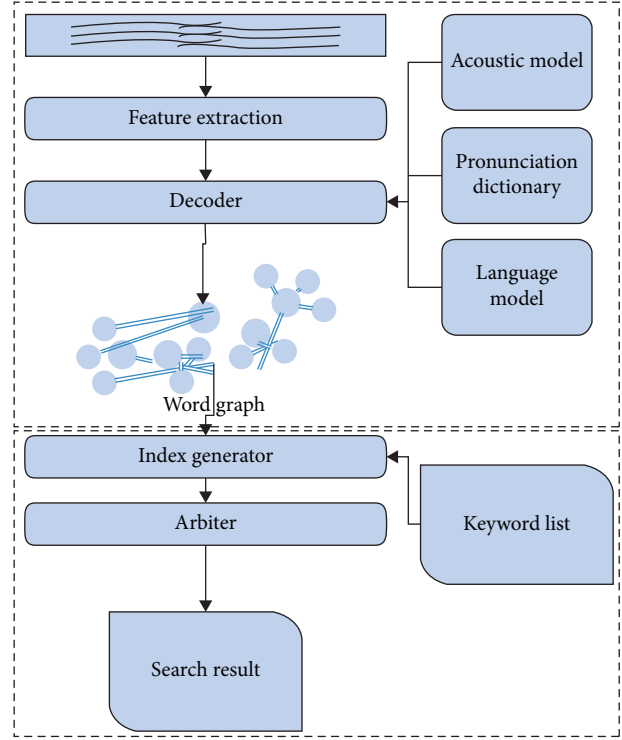 Acoustic model
Feature extraction
Pronunciation
dictionary
Decoder
Language
model
Word graph
Index generator
Arbiter
Keyword list
Search result